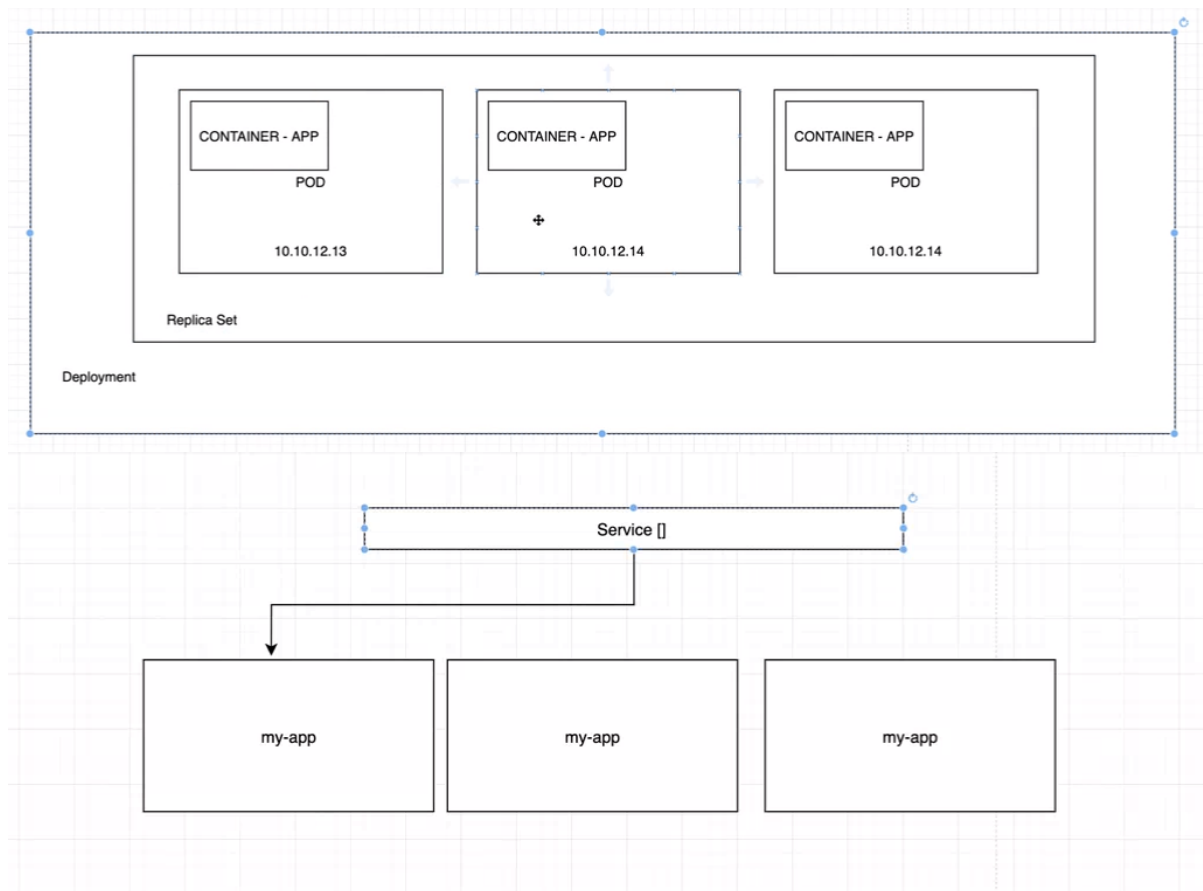 CONTAINER - APP
CONTAINER - APP
CONTAINER - APP
POD
POD
POD
10.10.12.13
10.10.12.14
10.10.12.14
Replica Set
Deployment
Service []
my-app
my-app
my-app